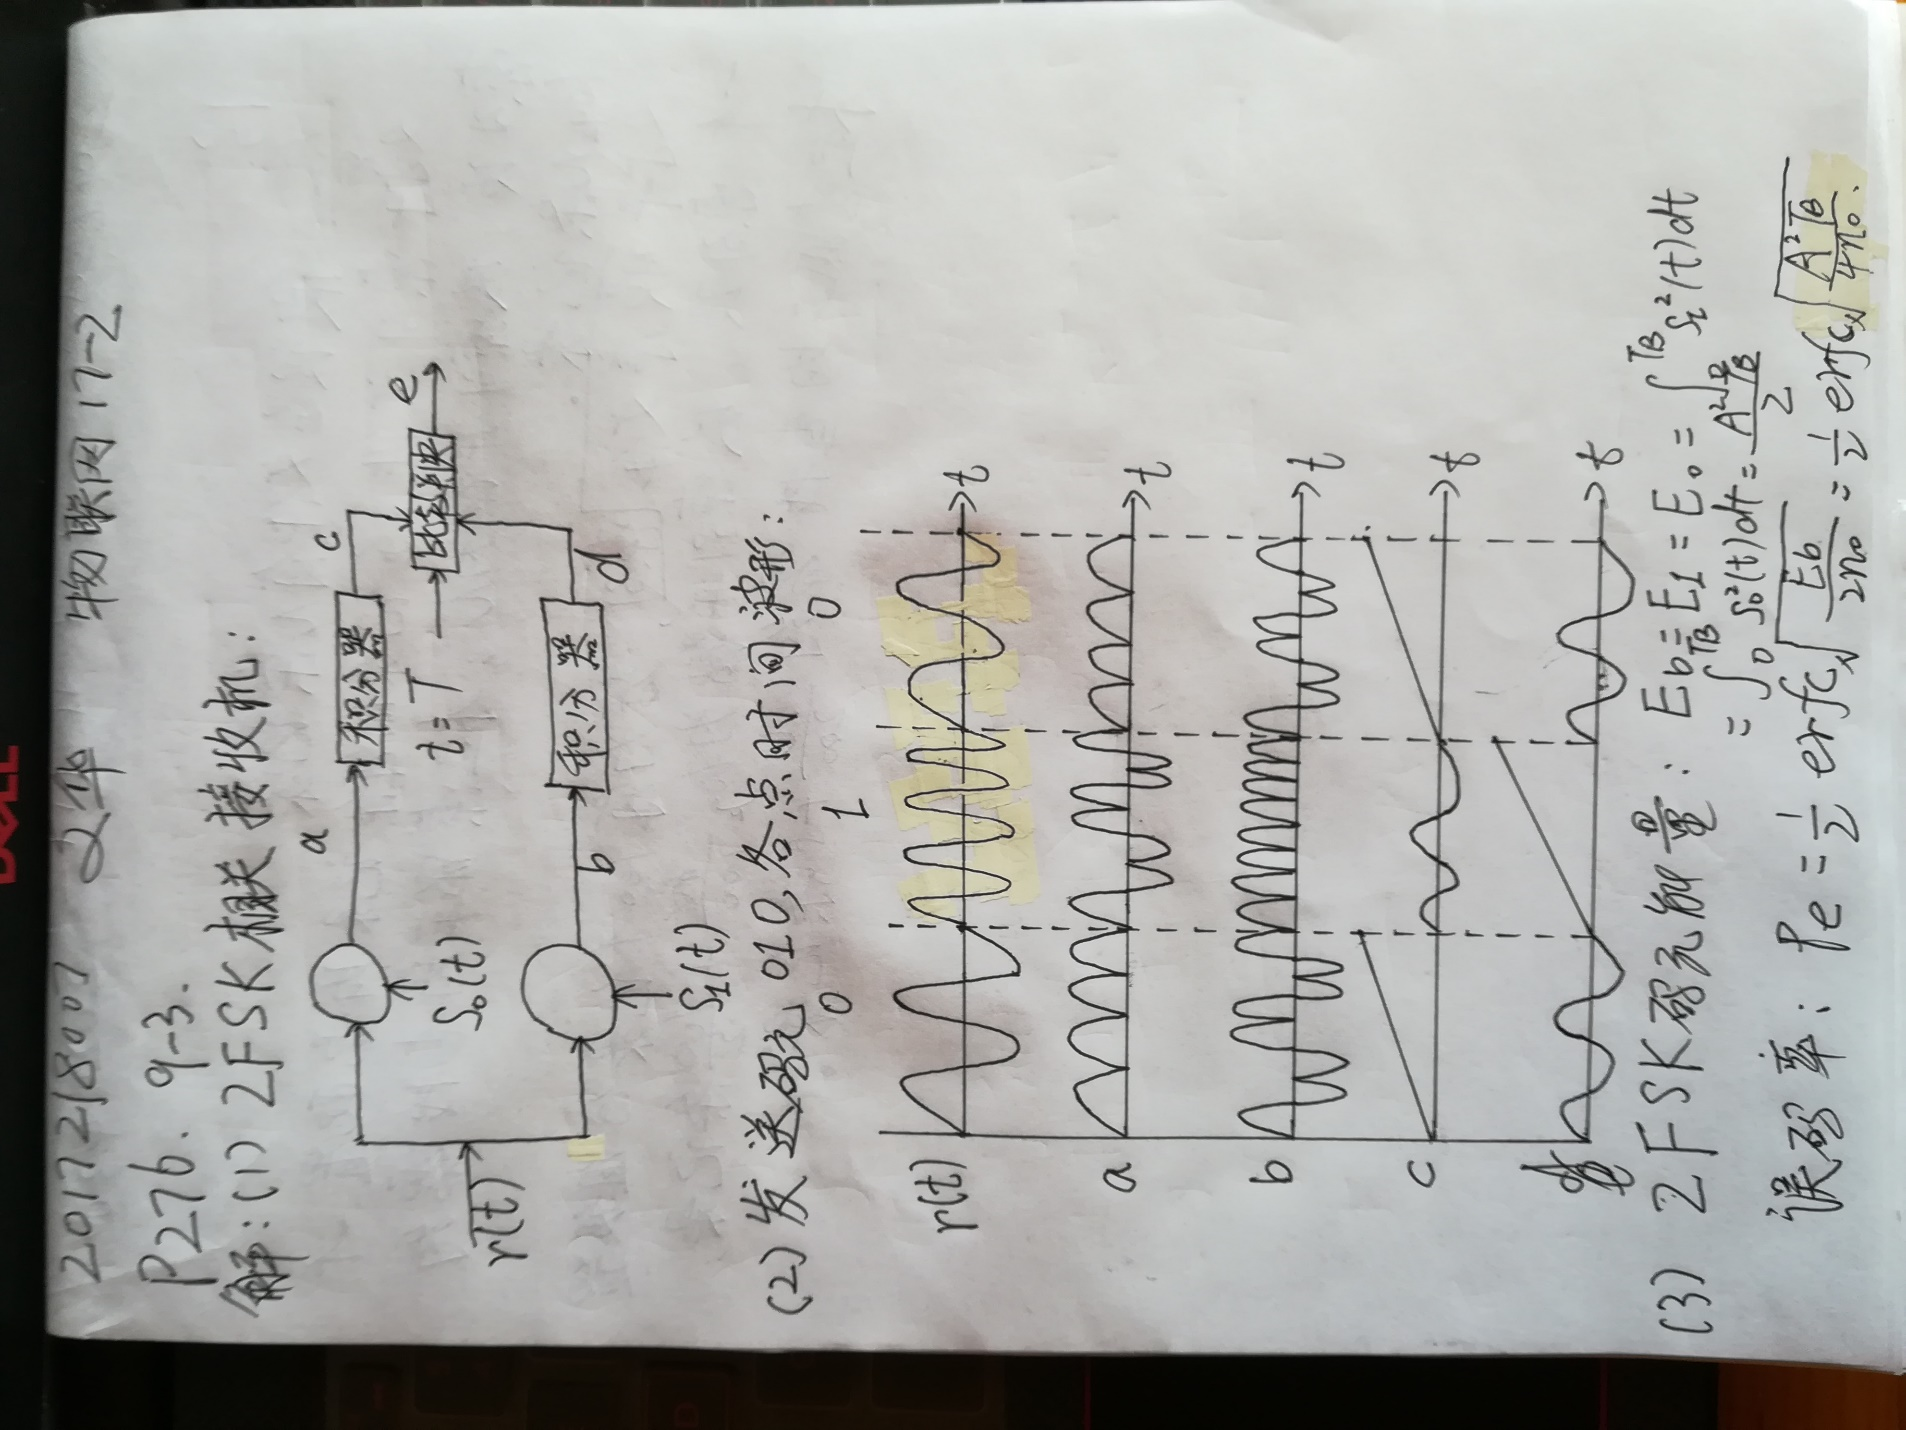 2017218007 文华 物联网17-2
P276. 9-3.
解:(1) 2FSK相关接收机:
a
积分器
c
S₀(t)
t=T
比较判决
e
r(t)
b
积分器
d
S₁(t)
(2) 发送码元010,各点时间波形:
0 1 0
r(t) t
a t
b t
c t
d t
(3) 2FSK码元能量: Eb=E₁=E₀=∫₀^TB S₁²(t)dt
=∫₀^TB S₀²(t)dt=A²TB/2
误码率: Pe=1/2 erfc√(Eb/2n₀)=1/2 erfc√(A²TB/4n₀).